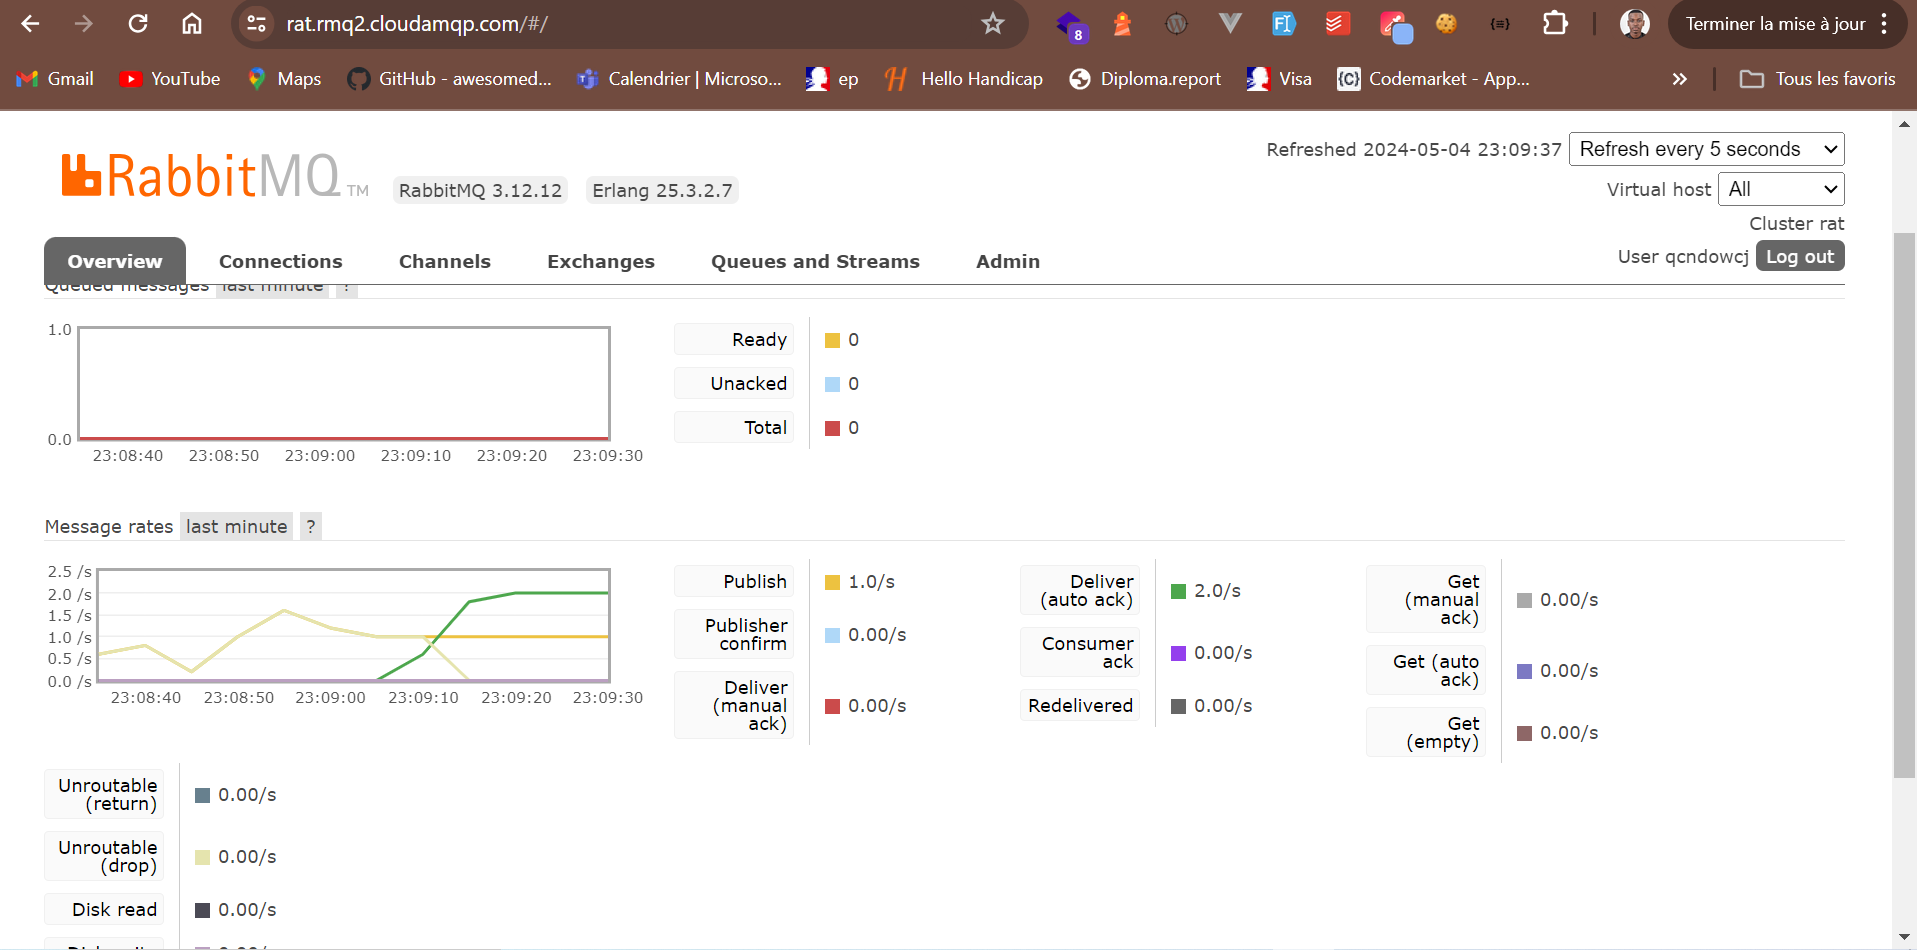 rat.rmq2.cloudamqp.com/#/
8
Terminer la mise à jour
Gmail
YouTube
Maps
GitHub - awesomed...
Calendrier | Microso...
ep
Hello Handicap
Diploma.report
Visa
{C}
Codemarket - App...
»
Tous les favoris
RabbitMQ TM
RabbitMQ 3.12.12
Erlang 25.3.2.7
Refreshed 2024-05-04 23:09:37
Refresh every 5 seconds
Virtual host
All
Cluster rat
User qcndowcj
Log out
Overview
Connections
Channels
Exchanges
Queues and Streams
Admin
Queued messages last minute ?
1.0
0.0
23:08:40 23:08:50 23:09:00 23:09:10 23:09:20 23:09:30
Ready
0
Unacked
0
Total
0
Message rates last minute ?
2.5 /s
2.0 /s
1.5 /s
1.0 /s
0.5 /s
0.0 /s
23:08:40 23:08:50 23:09:00 23:09:10 23:09:20 23:09:30
Publish
1.0/s
Publisher
confirm
0.00/s
Deliver
(manual
ack)
0.00/s
Deliver
(auto ack)
2.0/s
Consumer
ack
0.00/s
Redelivered
0.00/s
Get
(manual
ack)
0.00/s
Get (auto
ack)
0.00/s
Get
(empty)
0.00/s
Unroutable
(return)
0.00/s
Unroutable
(drop)
0.00/s
Disk read
0.00/s